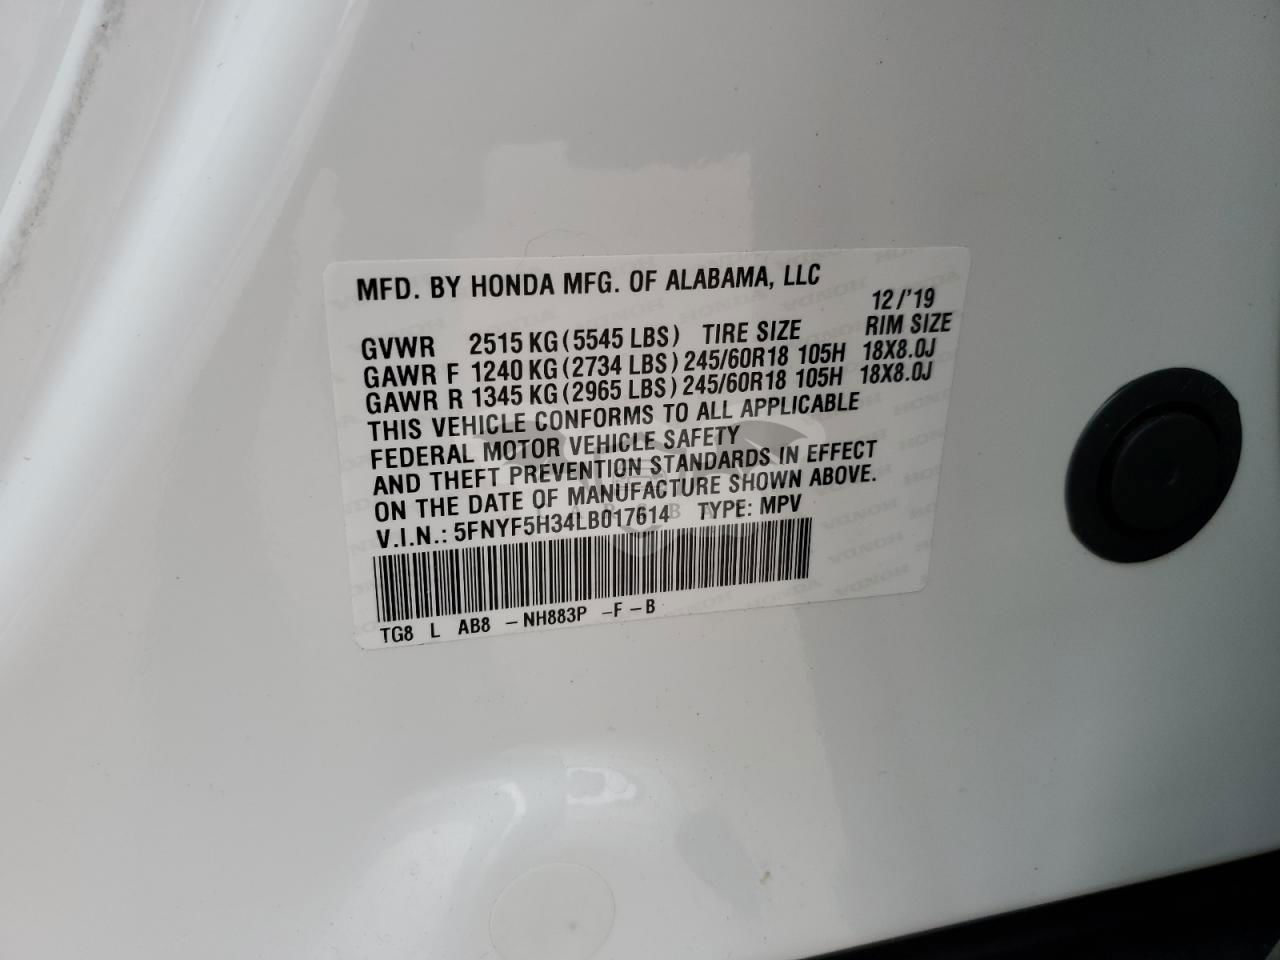 MFD. BY HONDA MFG. OF ALABAMA, LLC
12/'19
GVWR 2515 KG (5545 LBS) TIRE SIZE RIM SIZE
GAWR F 1240 KG (2734 LBS) 245/60R18 105H 18X8.0J
GAWR R 1345 KG (2965 LBS) 245/60R18 105H 18X8.0J
THIS VEHICLE CONFORMS TO ALL APPLICABLE
FEDERAL MOTOR VEHICLE SAFETY
AND THEFT PREVENTION STANDARDS IN EFFECT
ON THE DATE OF MANUFACTURE SHOWN ABOVE.
V.I.N.: 5FNYF5H34LB017614 TYPE: MPV
TG8 L AB8 - NH883P -F-B